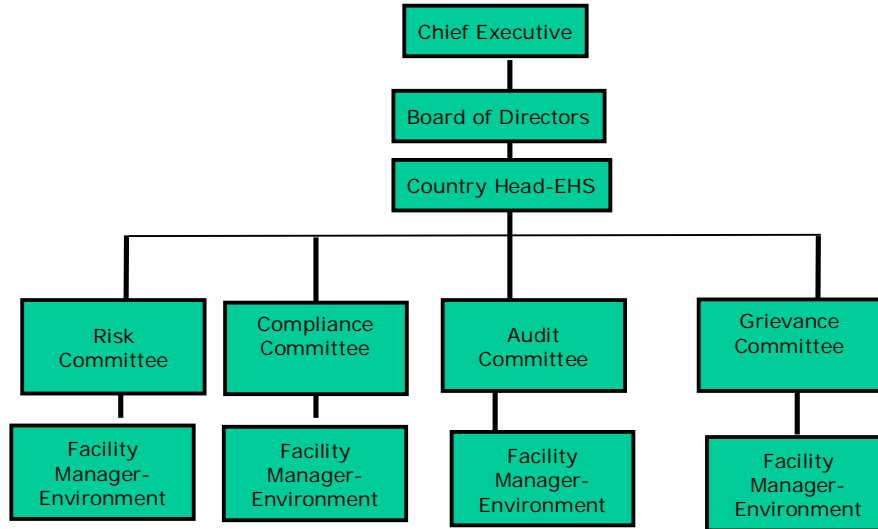 Chief Executive
Board of Directors
Country Head-EHS
Risk
Committee
Compliance
Committee
Audit
Committee
Grievance
Committee
Facility
Manager-
Environment
Facility
Manager-
Environment
Facility
Manager-
Environment
Facility
Manager-
Environment